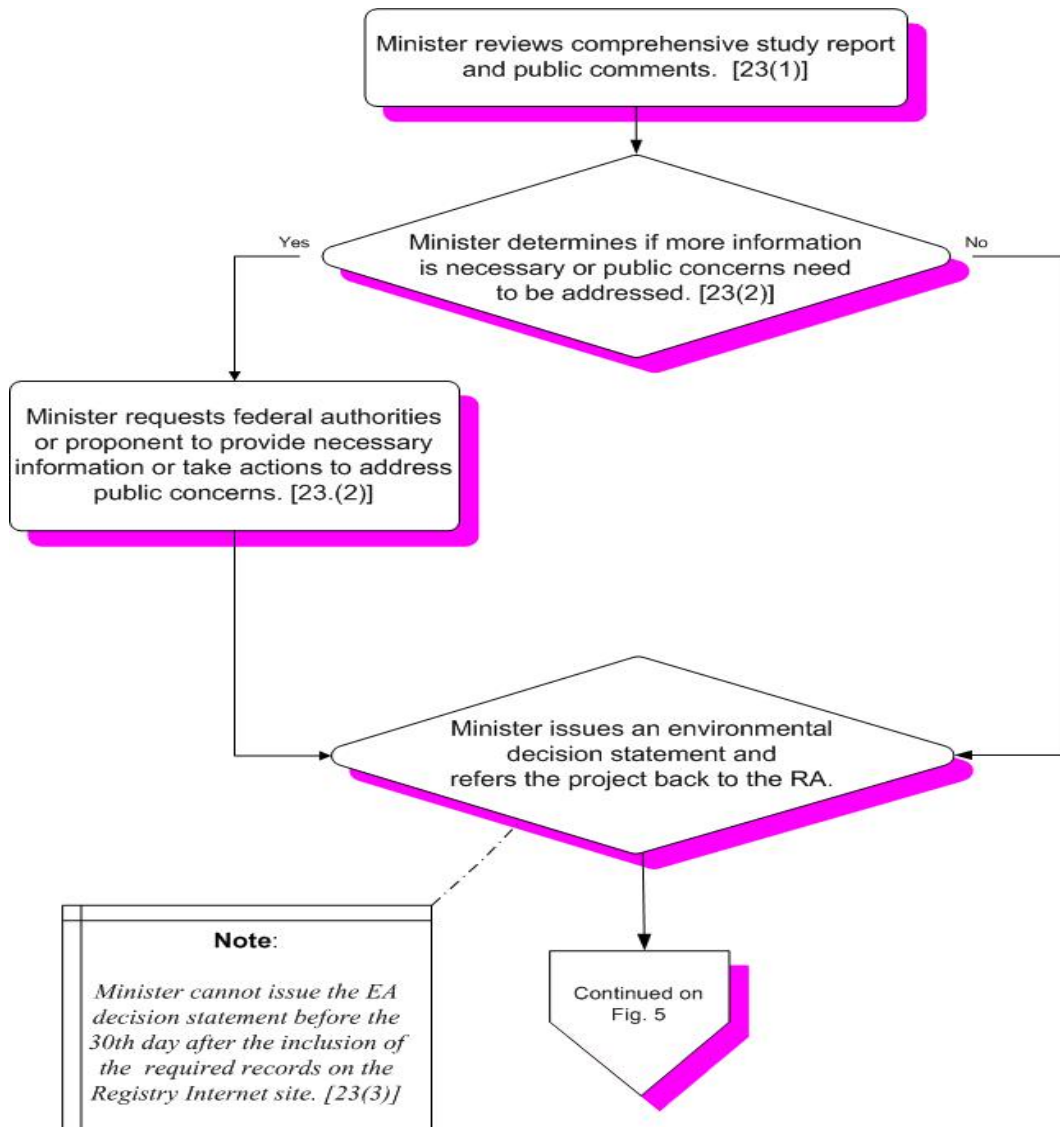 Minister reviews comprehensive study report
and public comments.  [23(1)]
Minister determines if more information
is necessary or public concerns need
to be addressed. [23(2)]
Yes
No
Minister requests federal authorities
or proponent to provide necessary
information or take actions to address
public concerns. [23.(2)]
Minister issues an environmental
decision statement and
refers the project back to the RA.
Note:
Minister cannot issue the EA
decision statement before the
30th day after the inclusion of
the  required records on the
Registry Internet site. [23(3)]
Continued on
Fig. 5